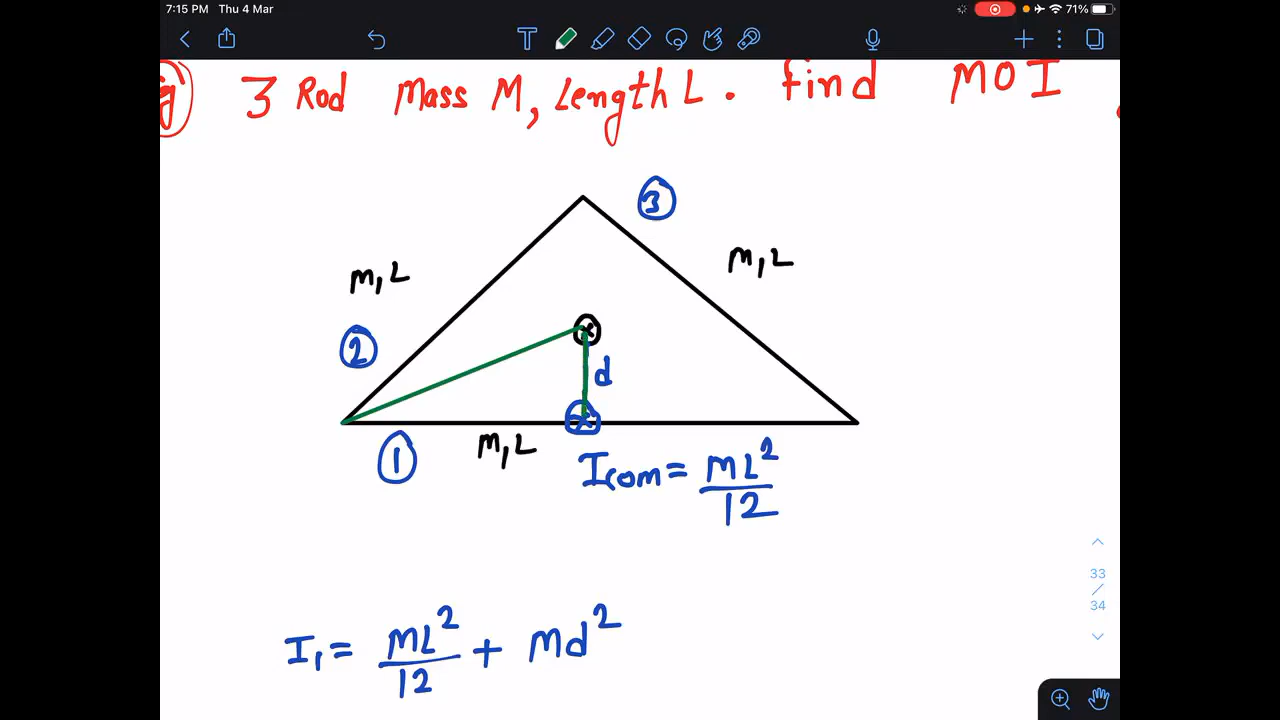 7:15 PM Thu 4 Mar 71%
T
eg) 3 Rod Mass M, Length L. find MOI
3
M, L
M, L
2
x
d
x
1
M, L
Icom = ML²/12
33
/
34
I₁ = ML²/12 + Md²